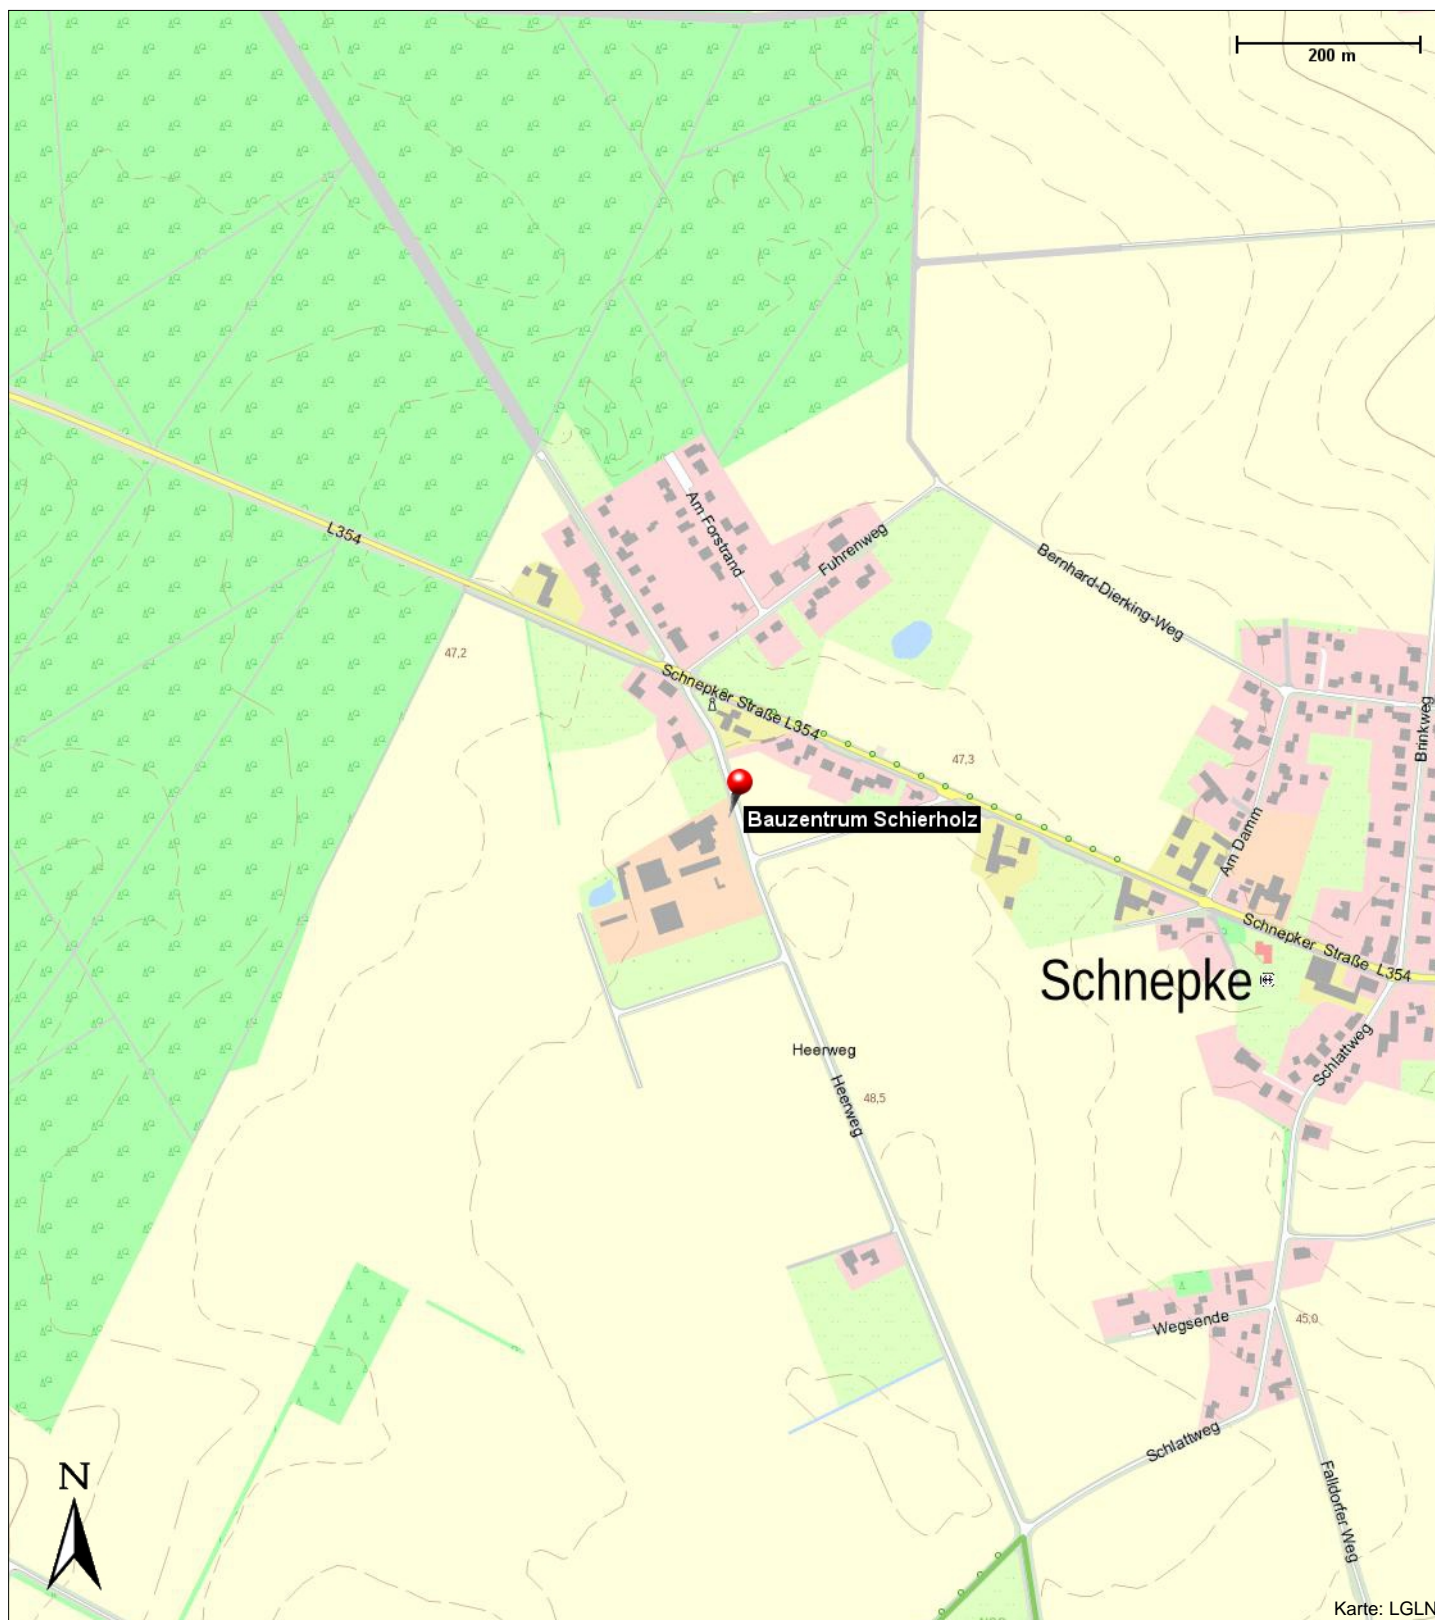 200 m
L354
Am Forstrand
Fuhrenweg
Bernhard-Dierking-Weg
47,2
Schnepker Straße L354
Brinkweg
47,3
Bauzentrum Schierholz
Am Damm
Schnepker Straße L354
Schnepke
Heerweg
Heerweg
48,5
Schlattweg
Wegsende
45,0
Schlattweg
Falldorfer Weg
N
Karte: LGLN